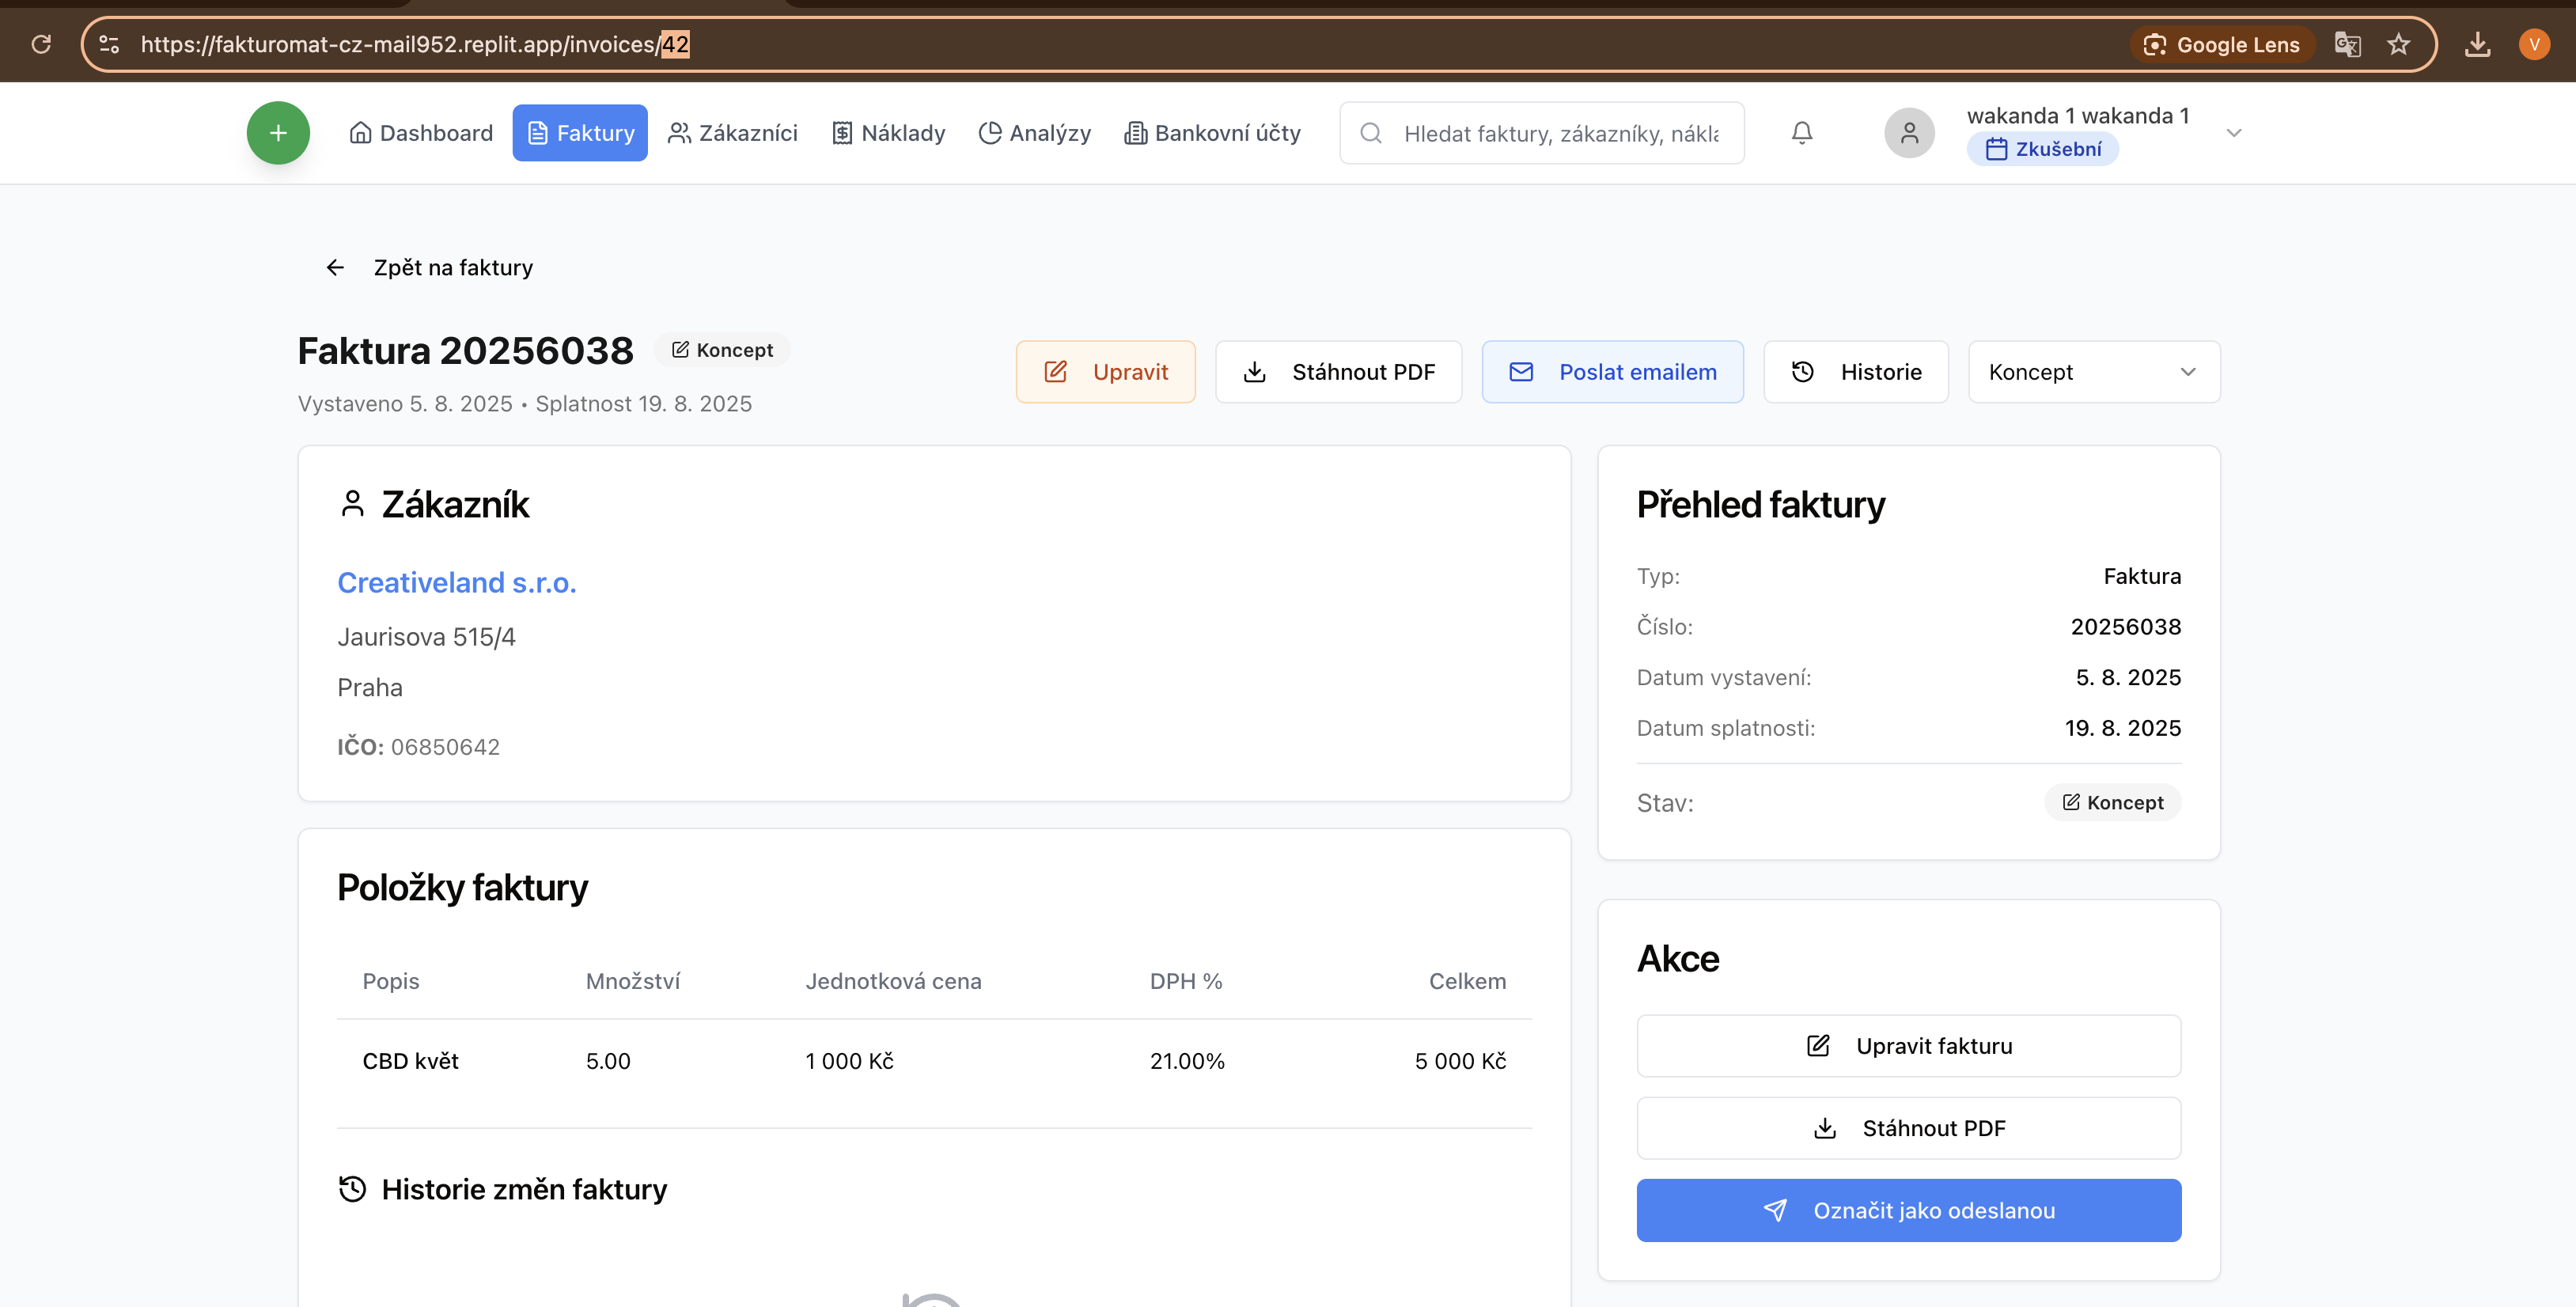 https://fakturomat-cz-mail952.replit.app/invoices/42
Google Lens
V
Dashboard
Faktury
Zákazníci
Náklady
Analýzy
Bankovní účty
Hledat faktury, zákazníky, nákl
wakanda 1 wakanda 1
Zkušební
Zpět na faktury
Faktura 20256038
Koncept
Vystaveno 5. 8. 2025 • Splatnost 19. 8. 2025
Upravit
Stáhnout PDF
Poslat emailem
Historie
Koncept
Zákazník
Creativeland s.r.o.
Jaurisova 515/4
Praha
IČO: 06850642
Přehled faktury
Typ: Faktura
Číslo: 20256038
Datum vystavení: 5. 8. 2025
Datum splatnosti: 19. 8. 2025
Stav: Koncept
Položky faktury
Popis Množství Jednotková cena DPH % Celkem
CBD květ 5.00 1 000 Kč 21.00% 5 000 Kč
Historie změn faktury
Akce
Upravit fakturu
Stáhnout PDF
Označit jako odeslanou